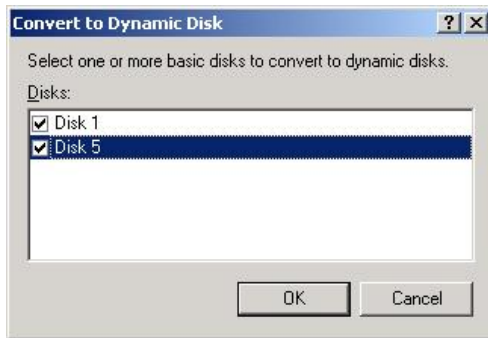 Convert to Dynamic Disk
Select one or more basic disks to convert to dynamic disks.
Disks:
Disk 1
Disk 5
OK Cancel